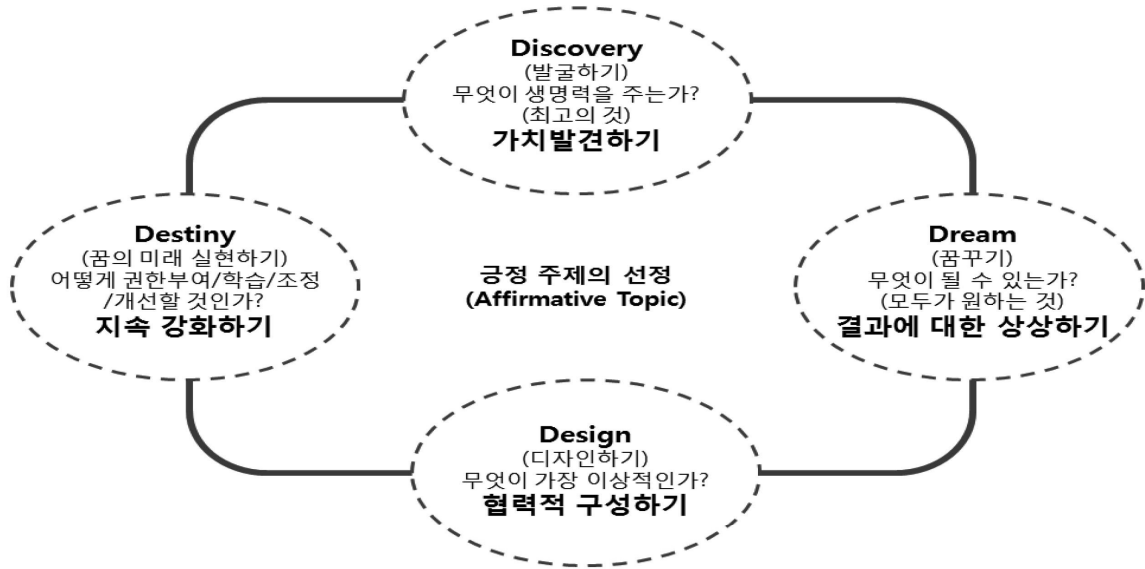 Discovery
(발굴하기)
무엇이 생명력을 주는가?
(최고의 것)
가치발견하기
Destiny
(꿈의 미래 실현하기)
어떻게 권한부여/학습/조정
/개선할 것인가?
지속 강화하기
긍정 주제의 선정
(Affirmative Topic)
Dream
(꿈꾸기)
무엇이 될 수 있는가?
(모두가 원하는 것)
결과에 대한 상상하기
Design
(디자인하기)
무엇이 가장 이상적인가?
협력적 구성하기